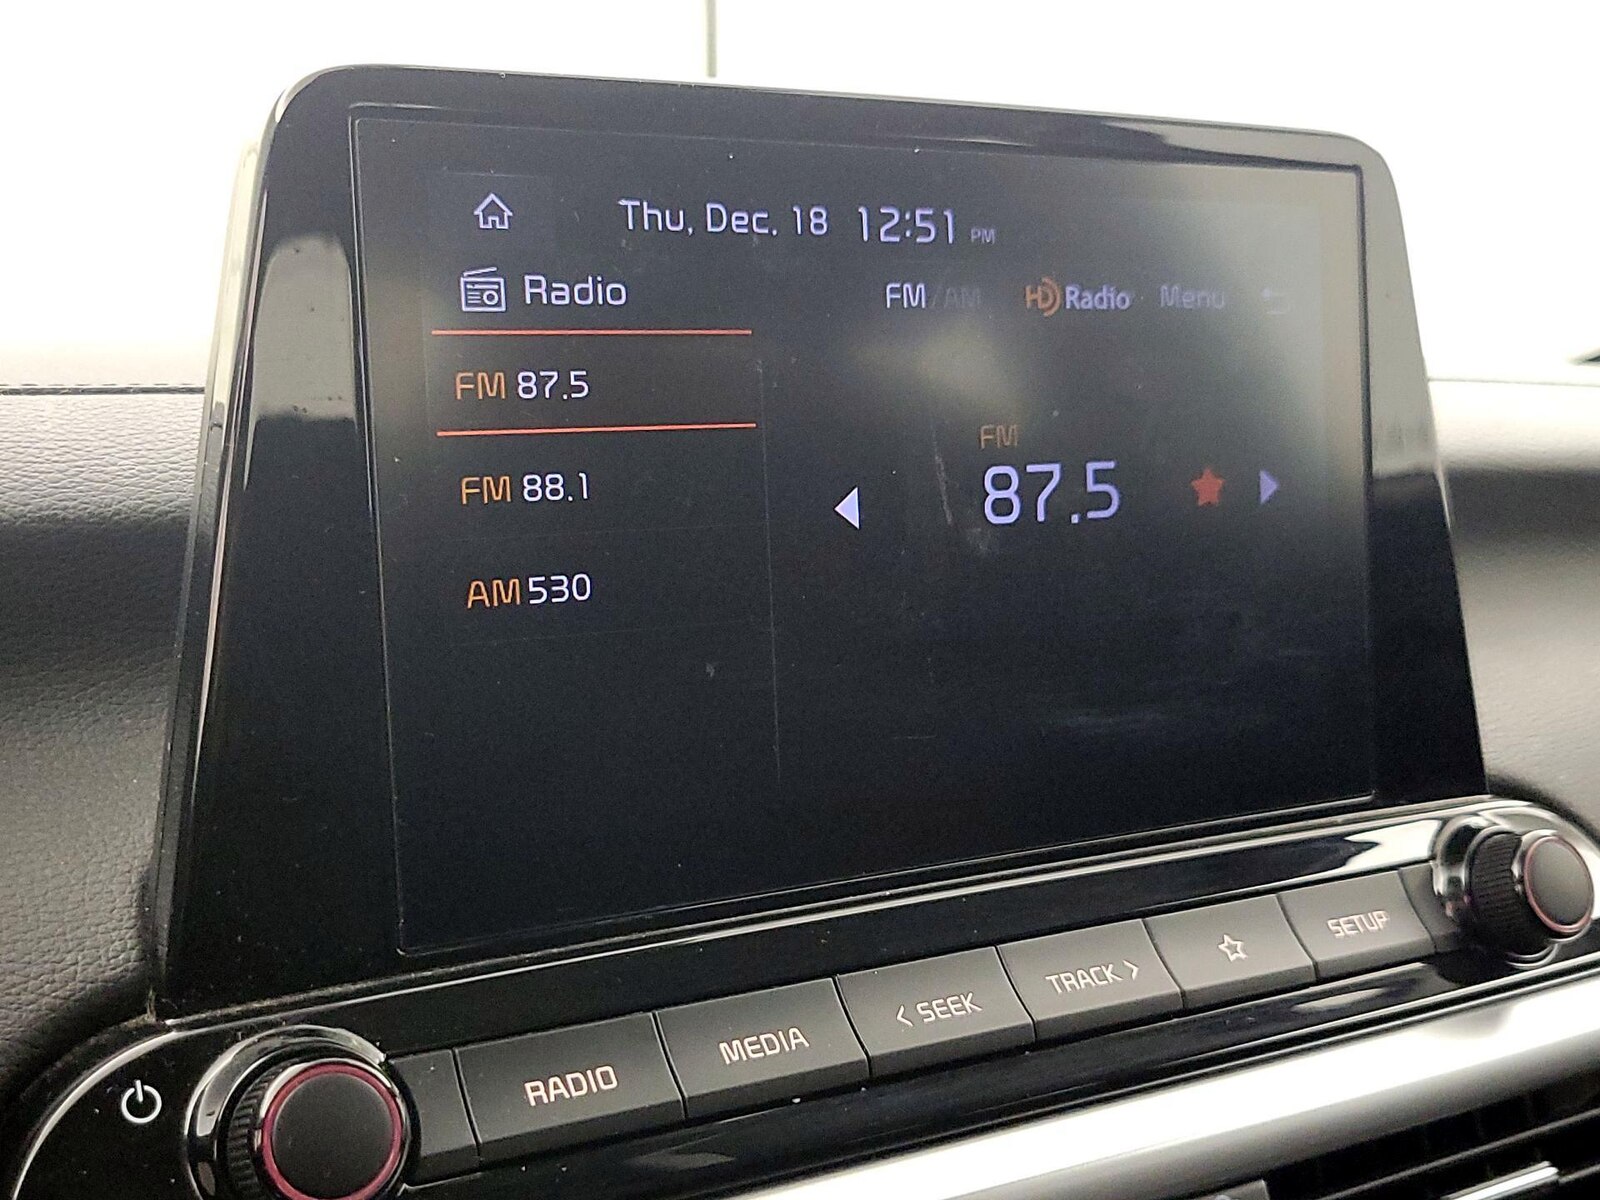 Thu, Dec. 18 12:51 PM
Radio
FM/AM HD Radio Menu
FM 87.5
FM 88.1
AM 530
FM
87.5
RADIO MEDIA < SEEK TRACK > SETUP